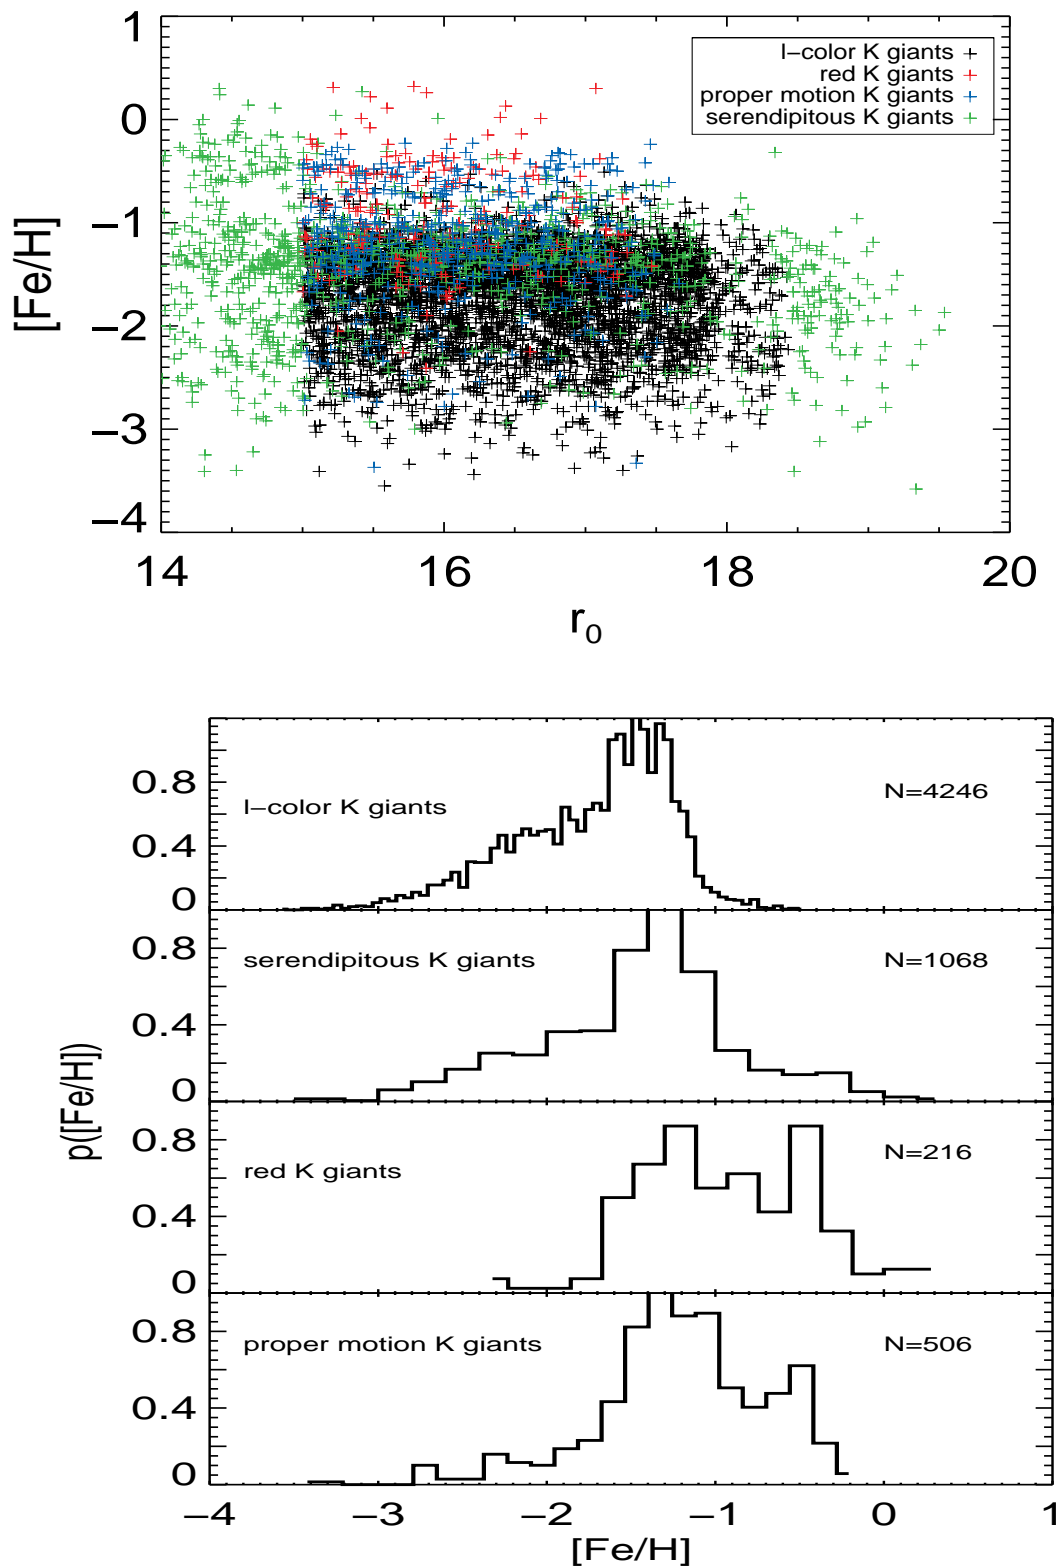 1
0
−1
−2
−3
−4
[Fe/H]
l−color K giants
red K giants
proper motion K giants
serendipitous K giants
14 16 18 20
r0
0.8
0.4
0
l−color K giants
N=4246
0.8
0.4
0
serendipitous K giants
N=1068
0.8
0.4
0
red K giants
N=216
0.8
0.4
0
proper motion K giants
N=506
p([Fe/H])
−4 −3 −2 −1 0 1
[Fe/H]